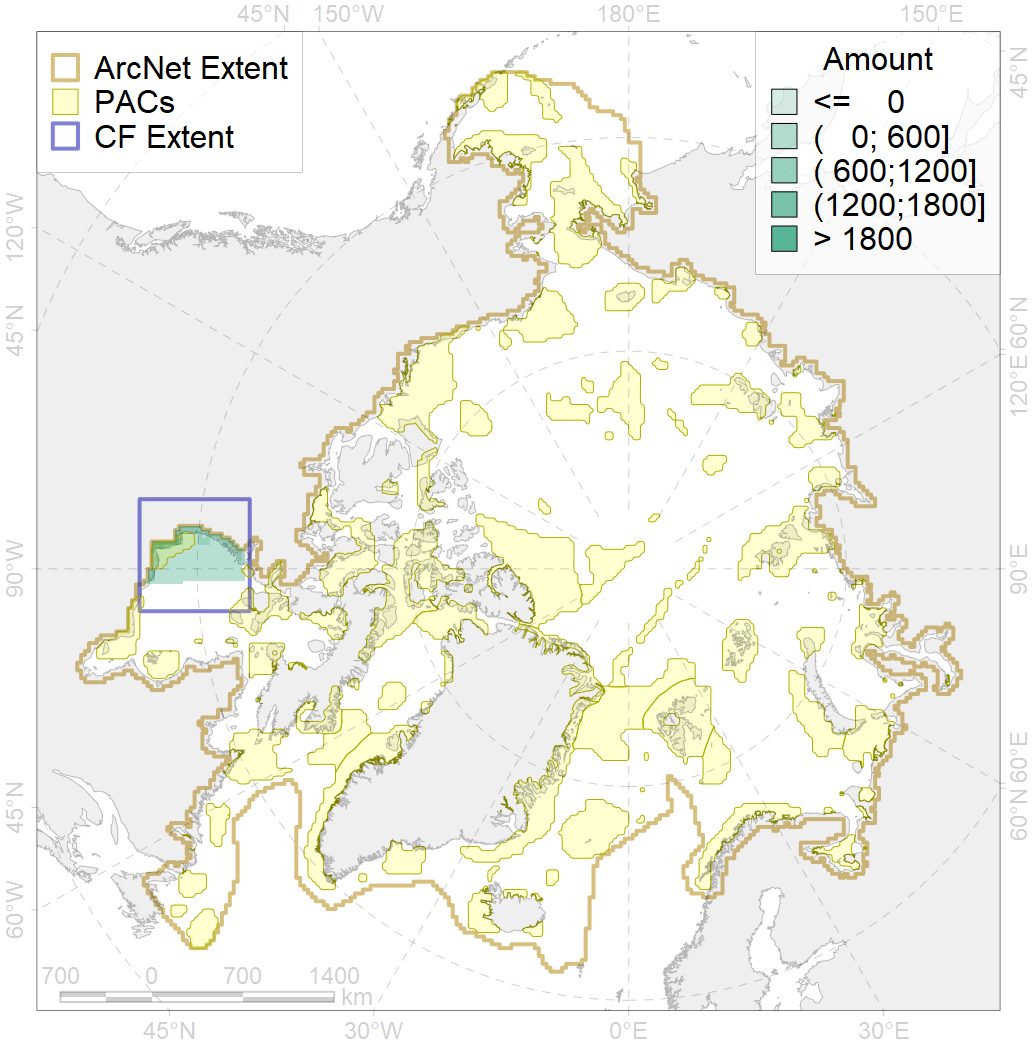 45°N 150°W 180°E 150°E
ArcNet Extent
PACs
CF Extent
Amount
<= 0
( 0; 600]
( 600;1200]
(1200;1800]
> 1800
45°N
120°W
60°N
45°N
120°E
90°W
90°E
45°N
60°E
60°N
60°W
700 0 700 1400
km
45°N 30°W 0°E 30°E